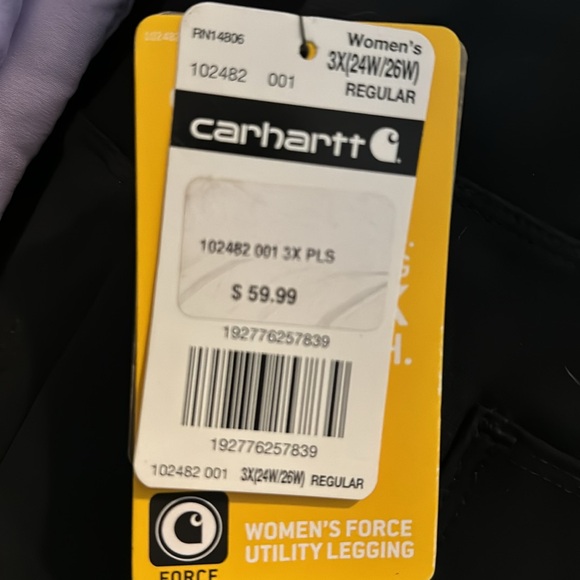 102482
RN14806
Women's
102482 001
3X(24W/26W)
REGULAR
carhartt
102482 001 3X PLS
$ 59.99
192776257839
192776257839
102482 001 3X(24W/26W) REGULAR
WOMEN'S FORCE
UTILITY LEGGING
FORCE